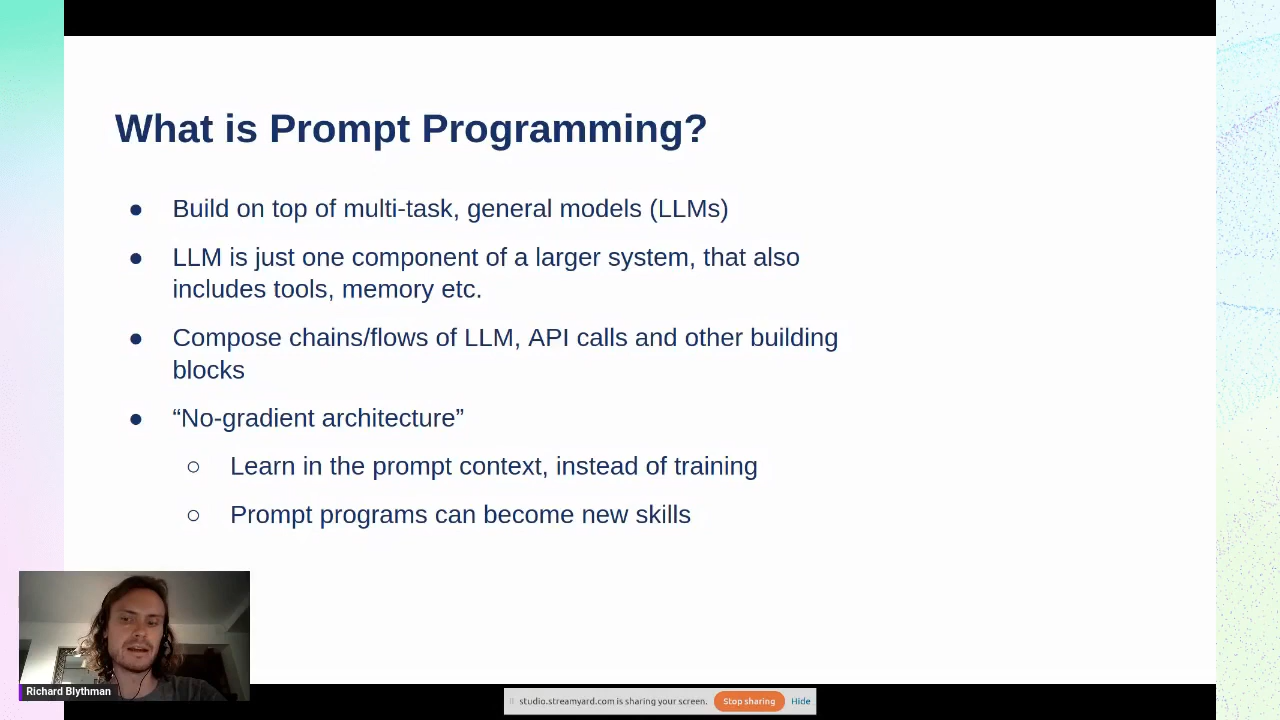 What is Prompt Programming?
● Build on top of multi-task, general models (LLMs)
● LLM is just one component of a larger system, that also
includes tools, memory etc.
● Compose chains/flows of LLM, API calls and other building
blocks
● “No-gradient architecture”
○ Learn in the prompt context, instead of training
○ Prompt programs can become new skills
Richard Blythman
studio.streamyard.com is sharing your screen. Stop sharing Hide